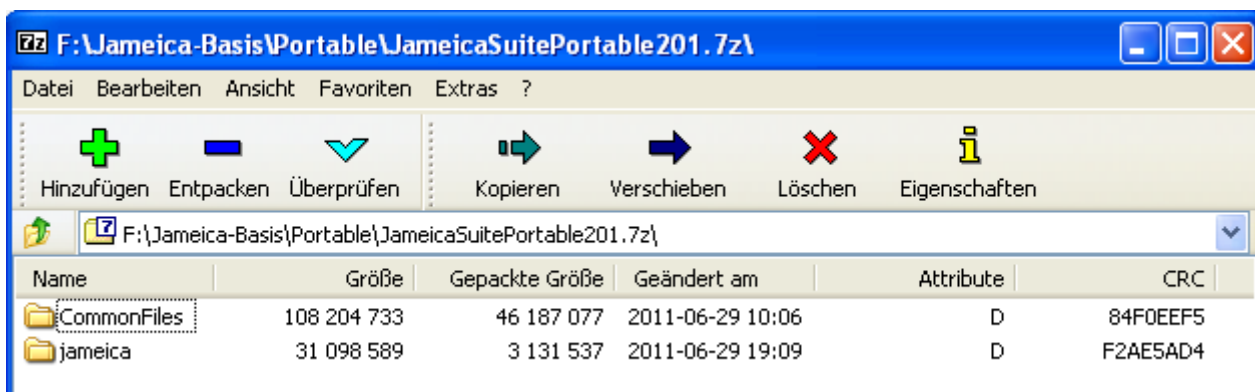 F:\Jameica-Basis\Portable\JameicaSuitePortable201.7z\
Datei Bearbeiten Ansicht Favoriten Extras ?
Hinzufügen Entpacken Überprüfen Kopieren Verschieben Löschen Eigenschaften
F:\Jameica-Basis\Portable\JameicaSuitePortable201.7z\
Name Größe Gepackte Größe Geändert am Attribute CRC
CommonFiles 108 204 733 46 187 077 2011-06-29 10:06 D 84F0EEF5
jameica 31 098 589 3 131 537 2011-06-29 19:09 D F2AE5AD4